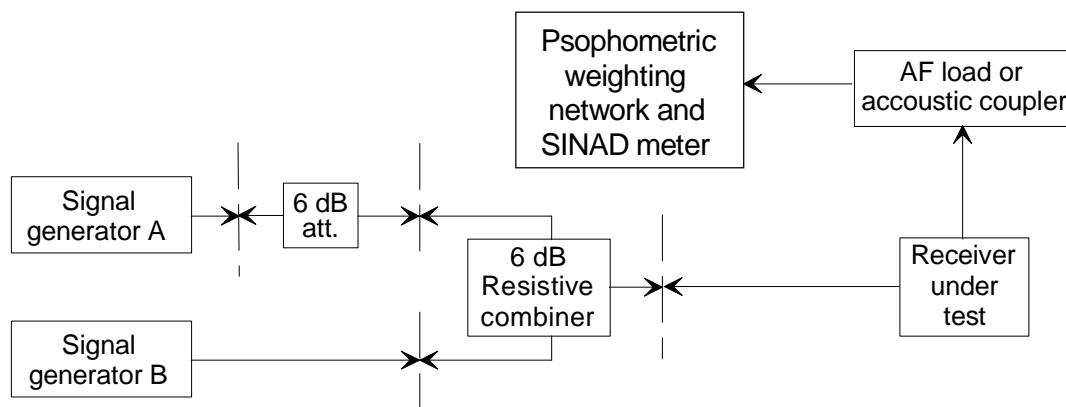 Psophometric
weighting
network and
SINAD meter
AF load or
accoustic coupler
Signal
generator A
6 dB
att.
6 dB
Resistive
combiner
Receiver
under
test
Signal
generator B